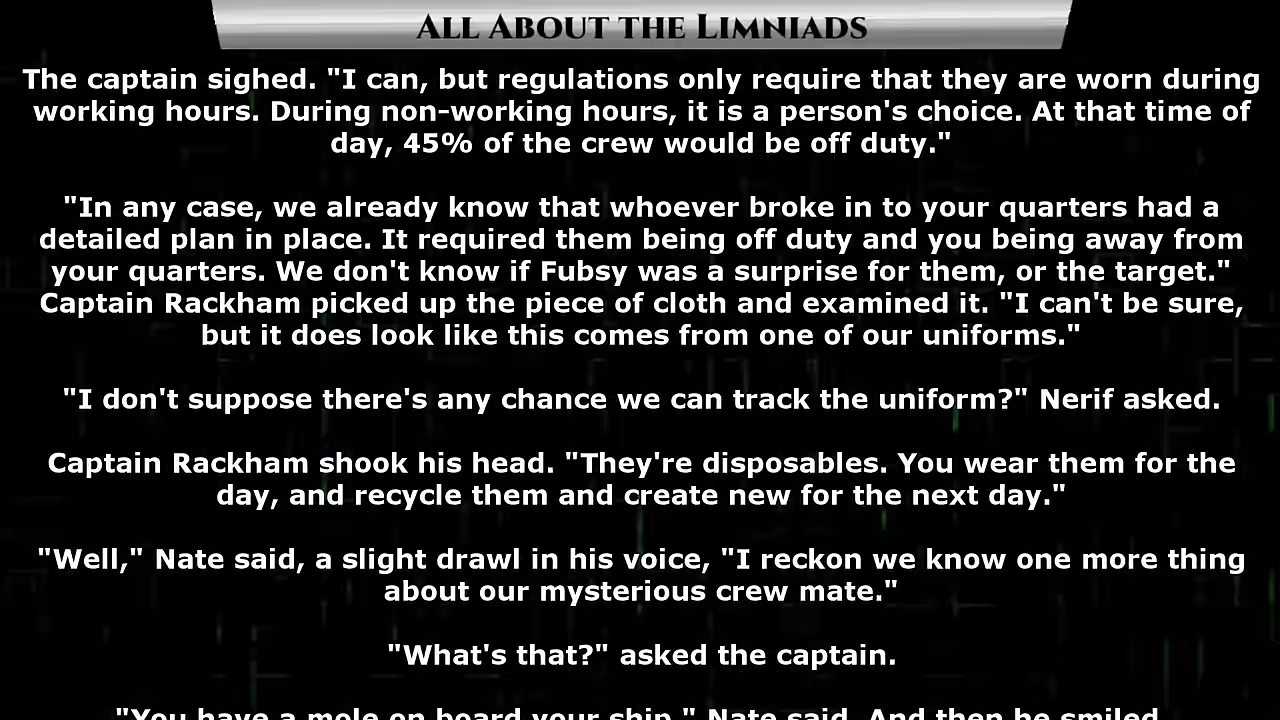 All About the Limniads
The captain sighed. "I can, but regulations only require that they are worn during
working hours. During non-working hours, it is a person's choice. At that time of
day, 45% of the crew would be off duty."
"In any case, we already know that whoever broke in to your quarters had a
detailed plan in place. It required them being off duty and you being away from
your quarters. We don't know if Fubsy was a surprise for them, or the target."
Captain Rackham picked up the piece of cloth and examined it. "I can't be sure,
but it does look like this comes from one of our uniforms."
"I don't suppose there's any chance we can track the uniform?" Nerif asked.
Captain Rackham shook his head. "They're disposables. You wear them for the
day, and recycle them and create new for the next day."
"Well," Nate said, a slight drawl in his voice, "I reckon we know one more thing
about our mysterious crew mate."
"What's that?" asked the captain.
"You have a mole on board your ship," Nate said. And then he smiled